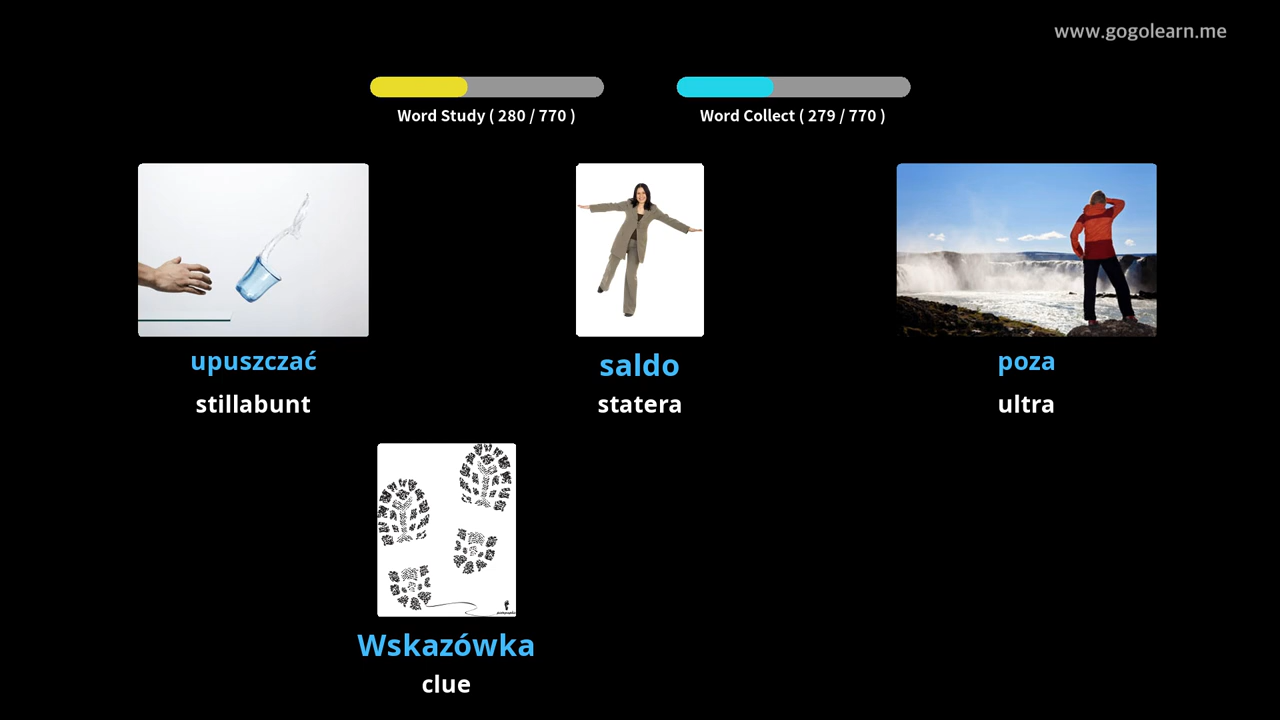 www.gogolearn.me
Word Study ( 280 / 770 )
Word Collect ( 279 / 770 )
upuszczać
saldo
poza
stillabunt
statera
ultra
Wskazówka
clue